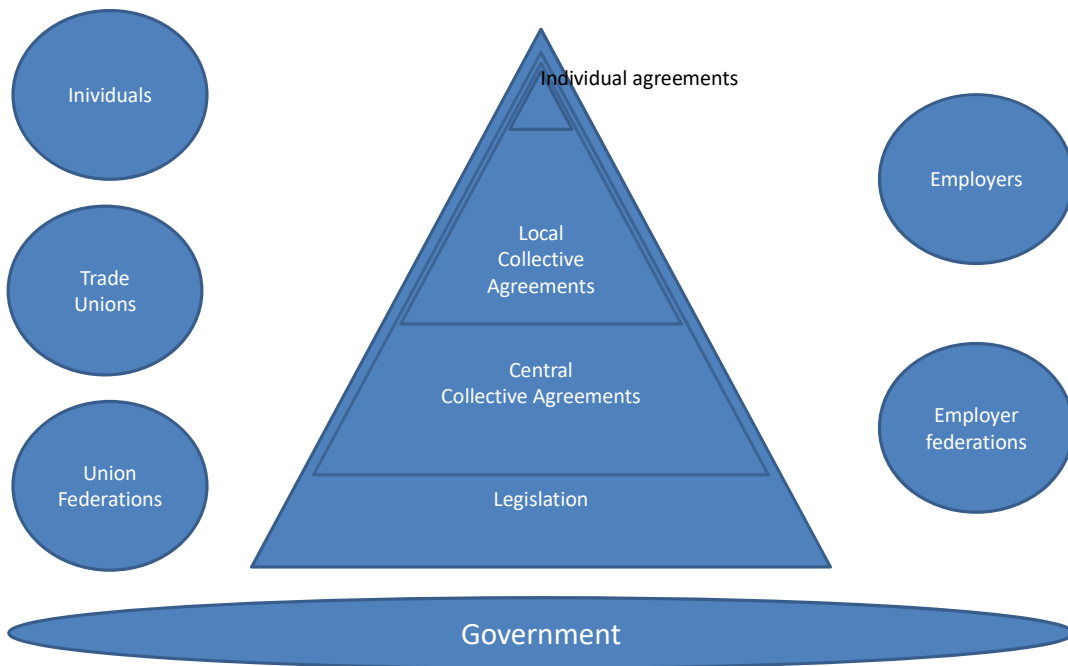 Inividuals
Trade
Unions
Union
Federations
Individual agreements
Local
Collective
Agreements
Central
Collective Agreements
Legislation
Employers
Employer
federations
Government